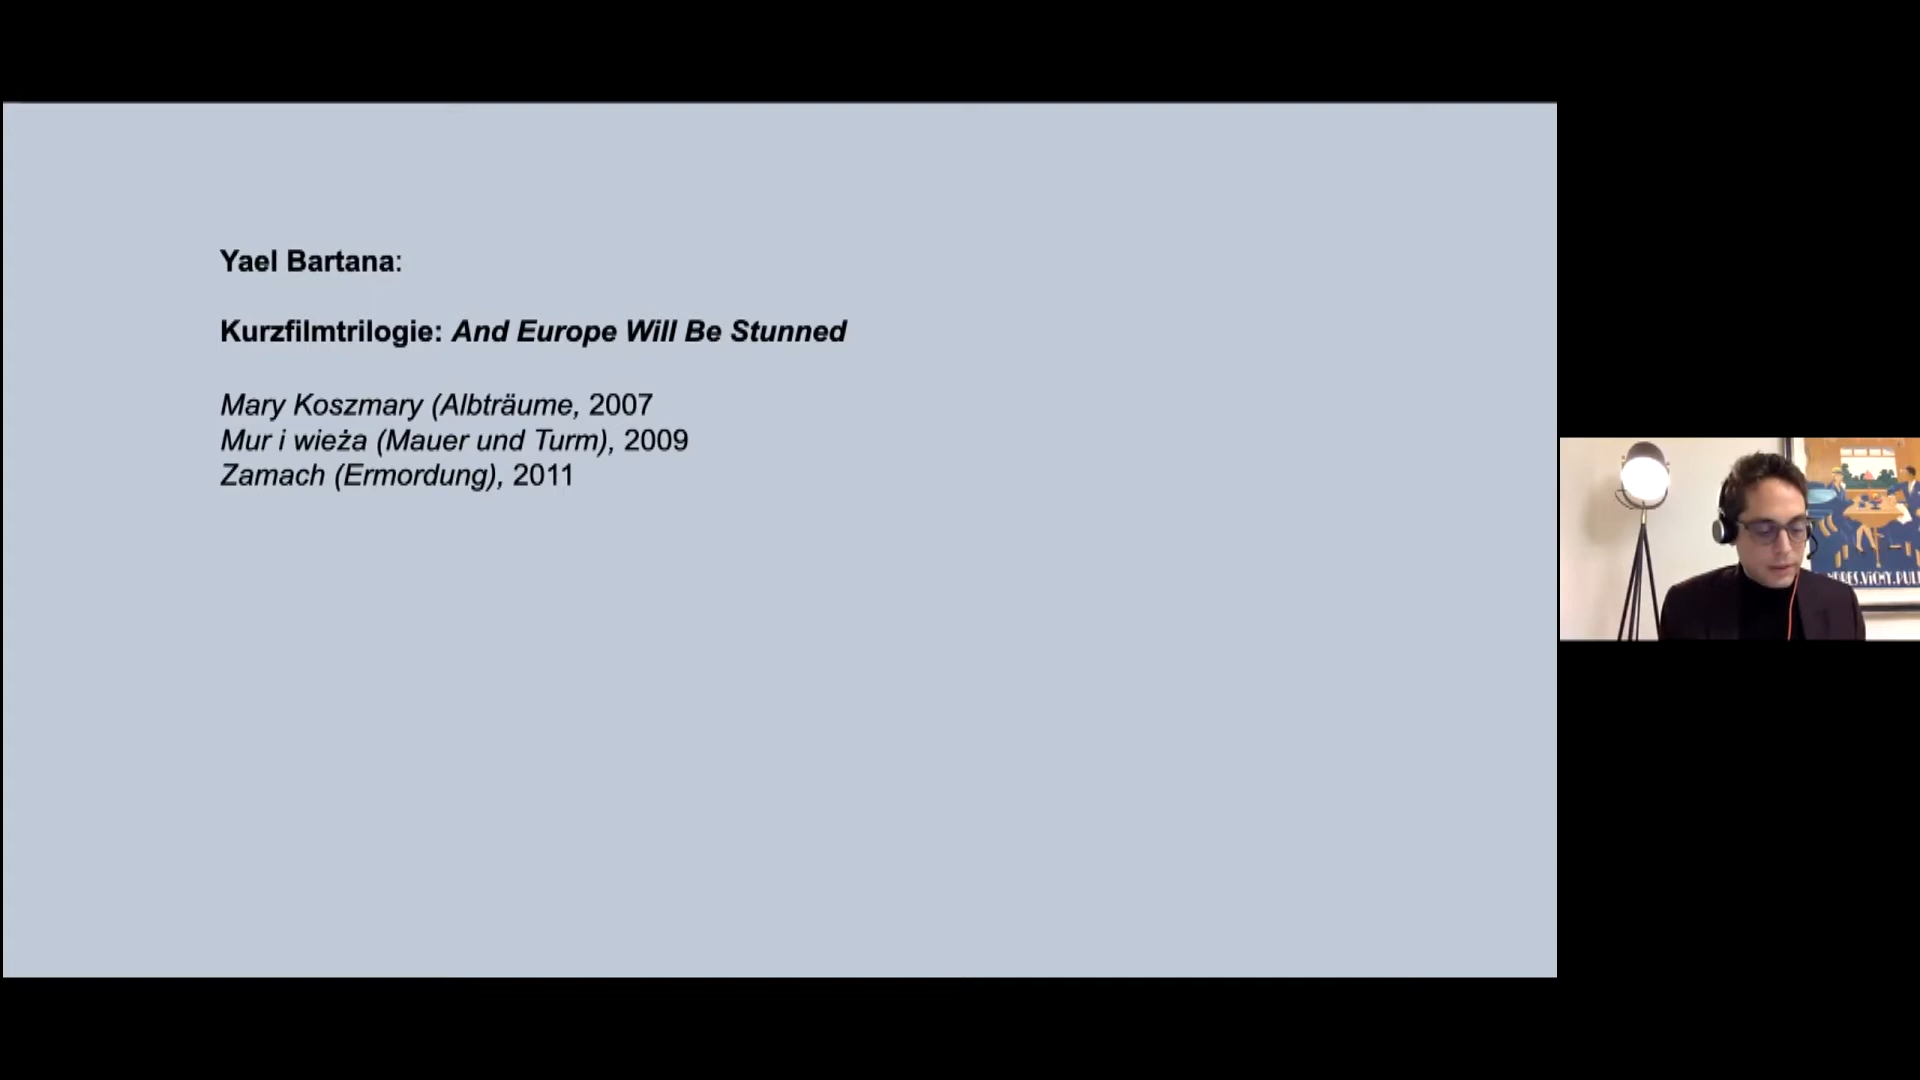 Yael Bartana:
Kurzfilmtrilogie: And Europe Will Be Stunned
Mary Koszmary (Albträume, 2007
Mur i wieża (Mauer und Turm), 2009
Zamach (Ermordung), 2011
VICHY.